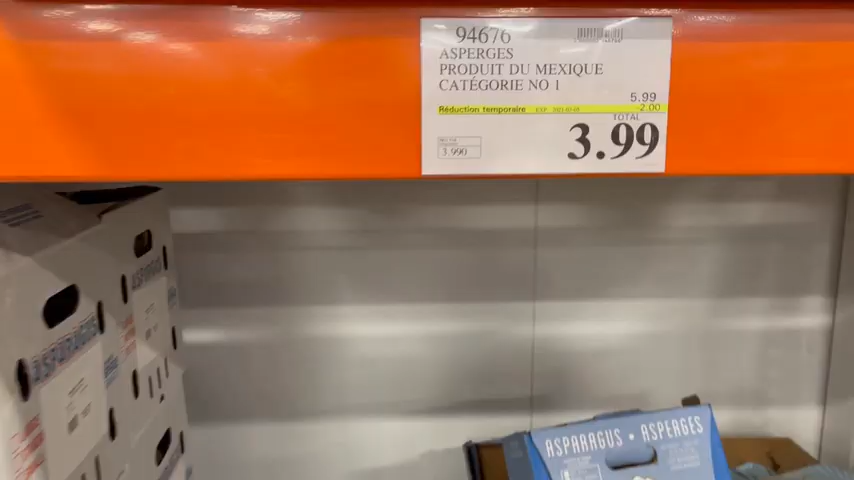 94676
ASPERGES
PRODUIT DU MEXIQUE
CATÉGORIE NO 1
5.99
Réduction temporaire
-2.00
TOTAL
3.99
3.990
ASPARAGUS
ASPARAGUS
ASPARAGUS • ASPERGES